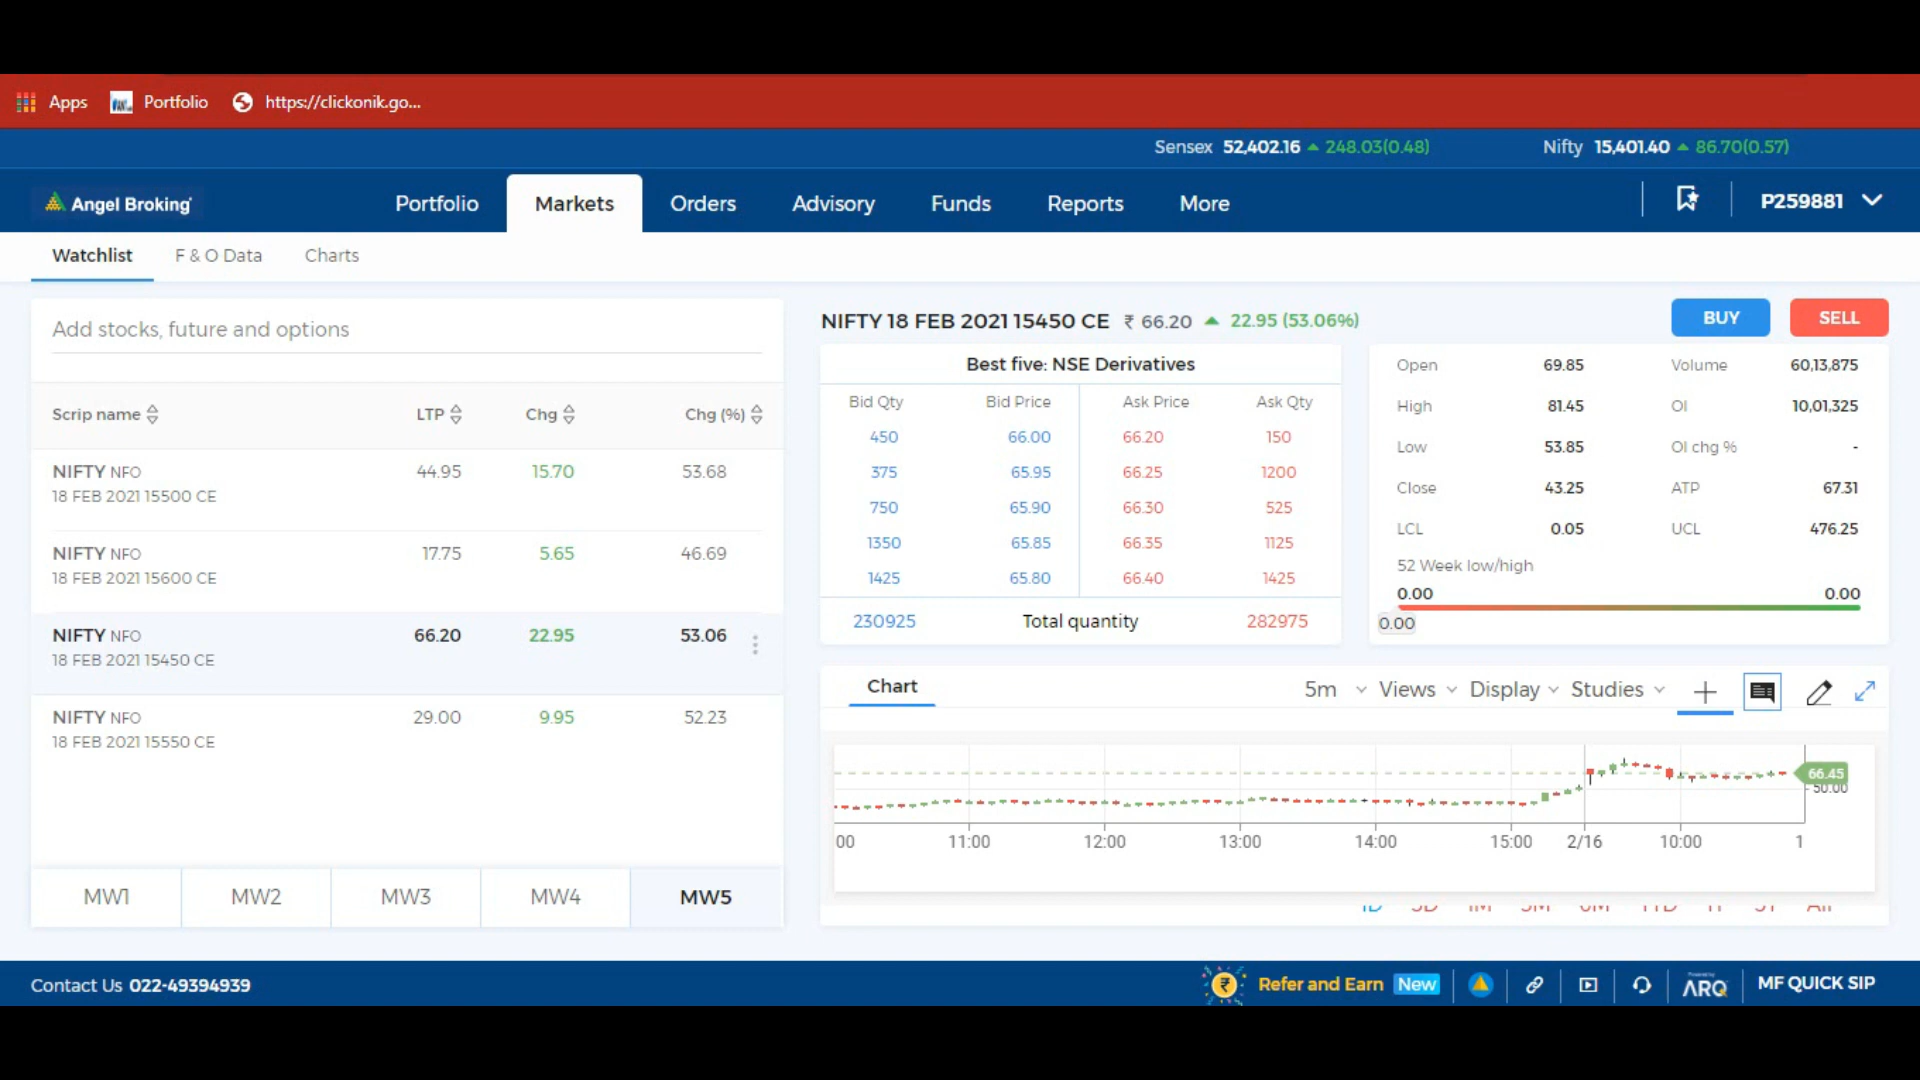 Apps Portfolio https://clickonik.go...
Sensex 52,402.16 248.03(0.48) Nifty 15,401.40 86.70(0.57)
Angel Broking Portfolio Markets Orders Advisory Funds Reports More P259881
Watchlist F & O Data Charts
Add stocks, future and options
Scrip name LTP Chg Chg (%)
NIFTY NFO 44.95 15.70 53.68
18 FEB 2021 15500 CE
NIFTY NFO 17.75 5.65 46.69
18 FEB 2021 15600 CE
NIFTY NFO 66.20 22.95 53.06
18 FEB 2021 15450 CE
NIFTY NFO 29.00 9.95 52.23
18 FEB 2021 15550 CE
MW1 MW2 MW3 MW4 MW5
NIFTY 18 FEB 2021 15450 CE ₹ 66.20 22.95 (53.06%) BUY SELL
Best five: NSE Derivatives
Bid Qty Bid Price Ask Price Ask Qty
450 66.00 66.20 150
375 65.95 66.25 1200
750 65.90 66.30 525
1350 65.85 66.35 1125
1425 65.80 66.40 1425
230925 Total quantity 282975
Open 69.85 Volume 60,13,875
High 81.45 OI 10,01,325
Low 53.85 OI chg % -
Close 43.25 ATP 67.31
LCL 0.05 UCL 476.25
52 Week low/high
0.00 0.00
0.00
Chart 5m Views Display Studies
66.45
50.00
00 11:00 12:00 13:00 14:00 15:00 2/16 10:00 1
Contact Us 022-49394939 Refer and Earn New ARQ MF QUICK SIP